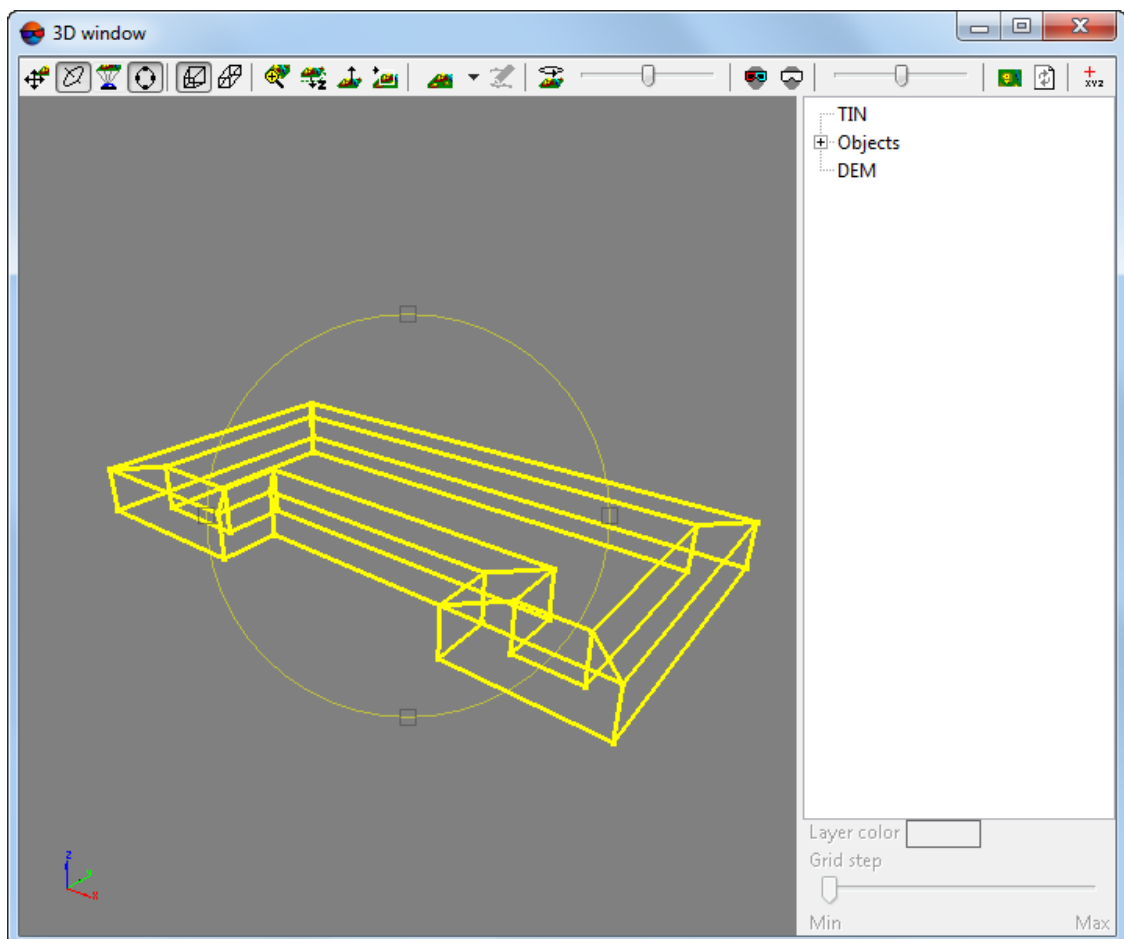 3D window
Z
XYZ
TIN
Objects
DEM
Layer color
Grid step
Min Max
Z
X